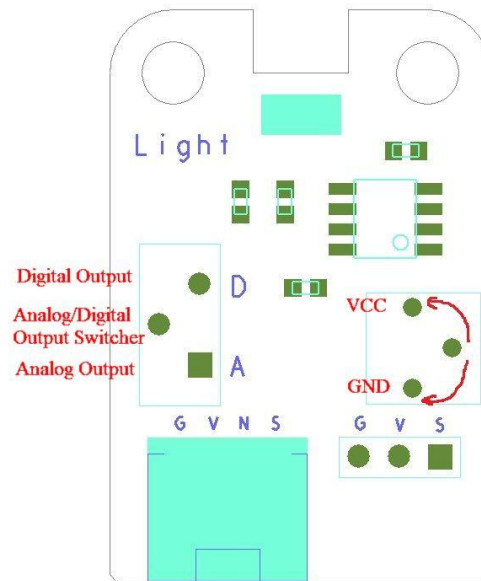 Light
Digital Output
D
Analog/Digital
Output Switcher
Analog Output
A
VCC
GND
G V N S
G V S